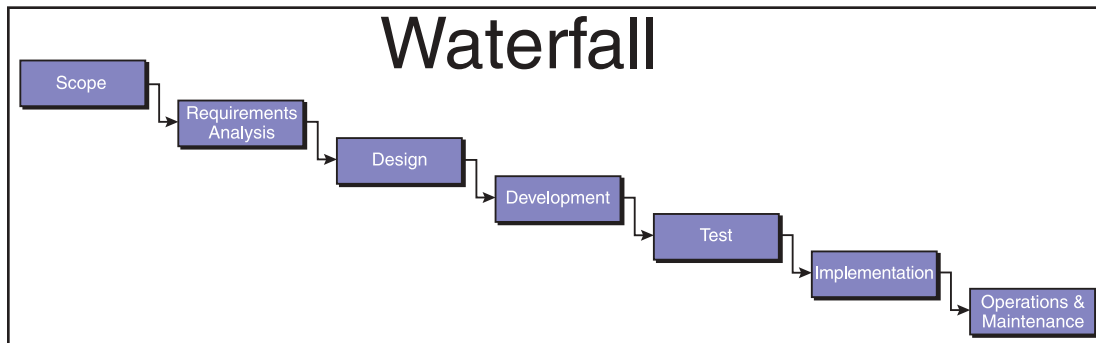 Waterfall
Scope
Requirements
Analysis
Design
Development
Test
Implementation
Operations &
Maintenance